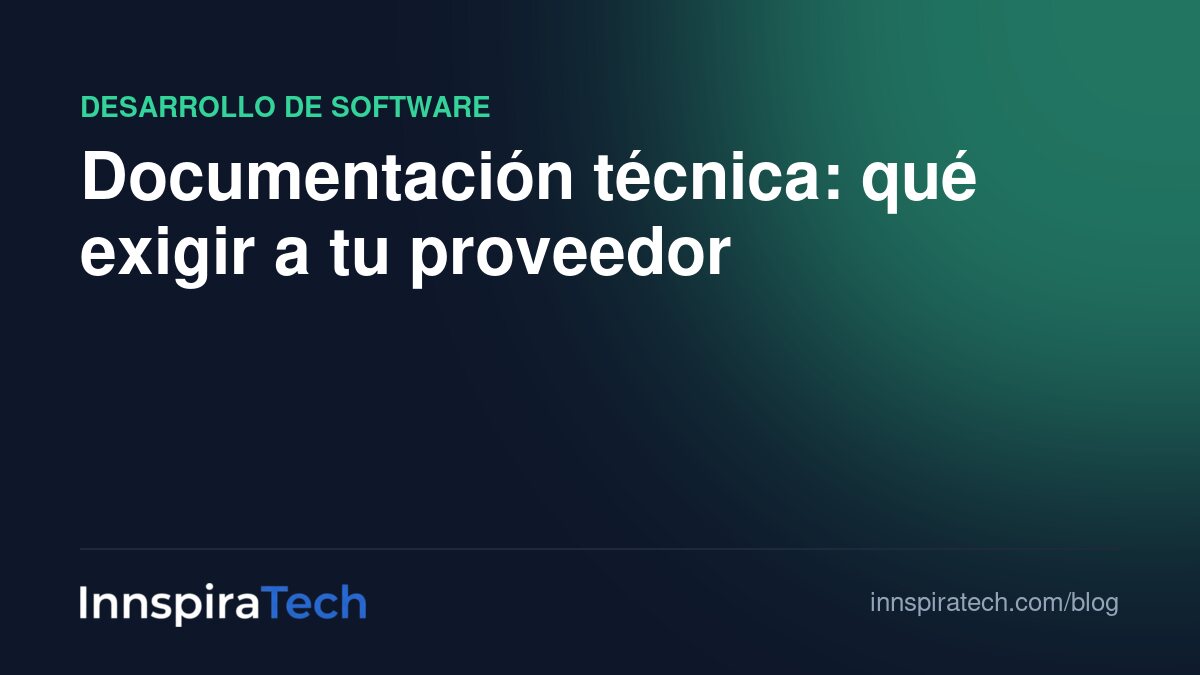 DESARROLLO DE SOFTWARE
Documentación técnica: qué
exigir a tu proveedor
InnspiraTech
innspiratech.com/blog